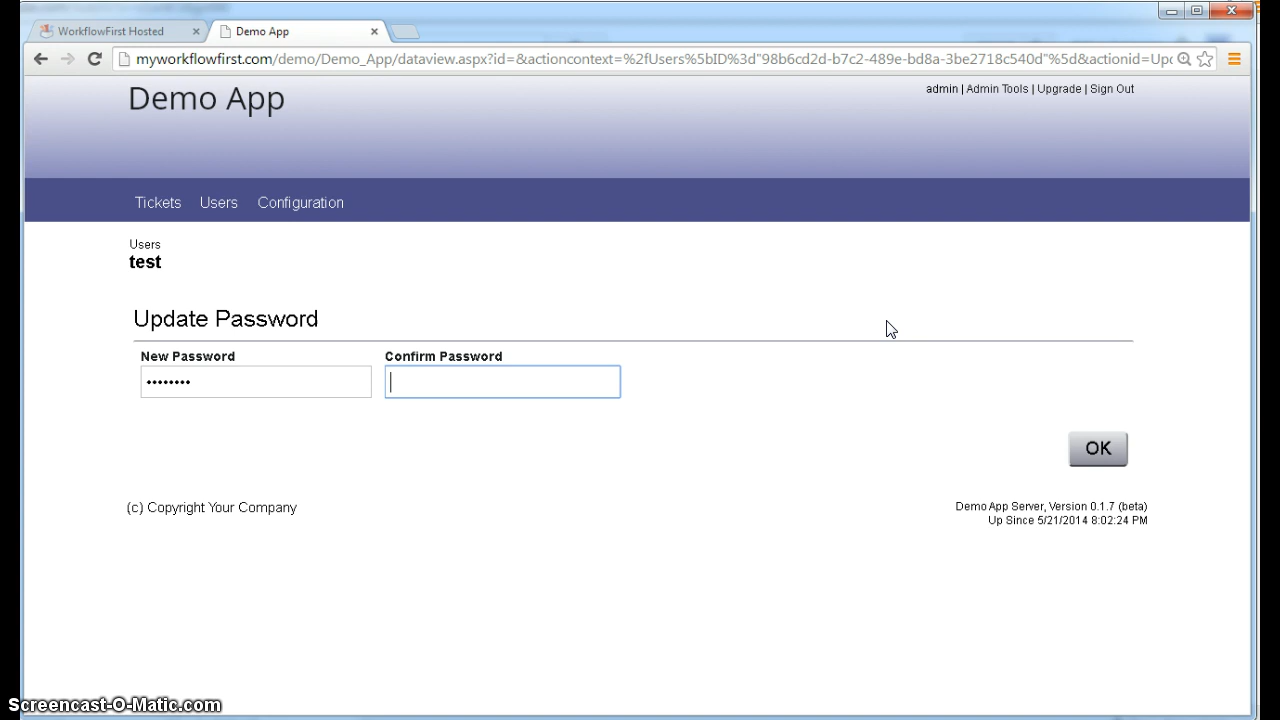 WorkflowFirst Hosted
Demo App
myworkflowfirst.com/demo/Demo_App/dataview.aspx?id=&actioncontext=%2fUsers%5bID%3d"98b6cd2d-b7c2-489e-bd8a-3be2718c540d"%5d&actionid=Upc
Demo App
admin | Admin Tools | Upgrade | Sign Out
Tickets Users Configuration
Users
test
Update Password
New Password Confirm Password
••••••••
OK
(c) Copyright Your Company
Demo App Server, Version 0.1.7 (beta)
Up Since 5/21/2014 8:02:24 PM
Screencast-O-Matic.com